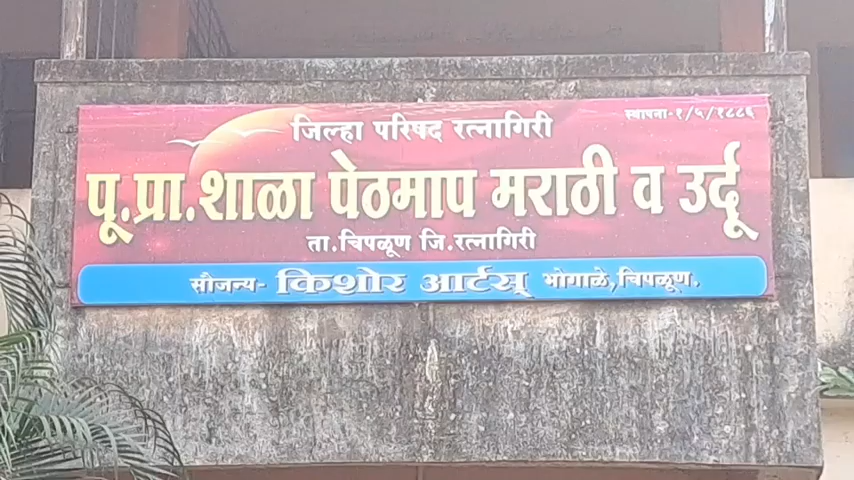 स्थापना-१/५/१८८६
जिल्हा परिषद रत्नागिरी
पू.प्रा.शाळा पेठमाप मराठी व उर्दू
ता.चिपळूण जि.रत्नागिरी
सौजन्य- किशोर आर्टस् भोगाळे,चिपळूण.